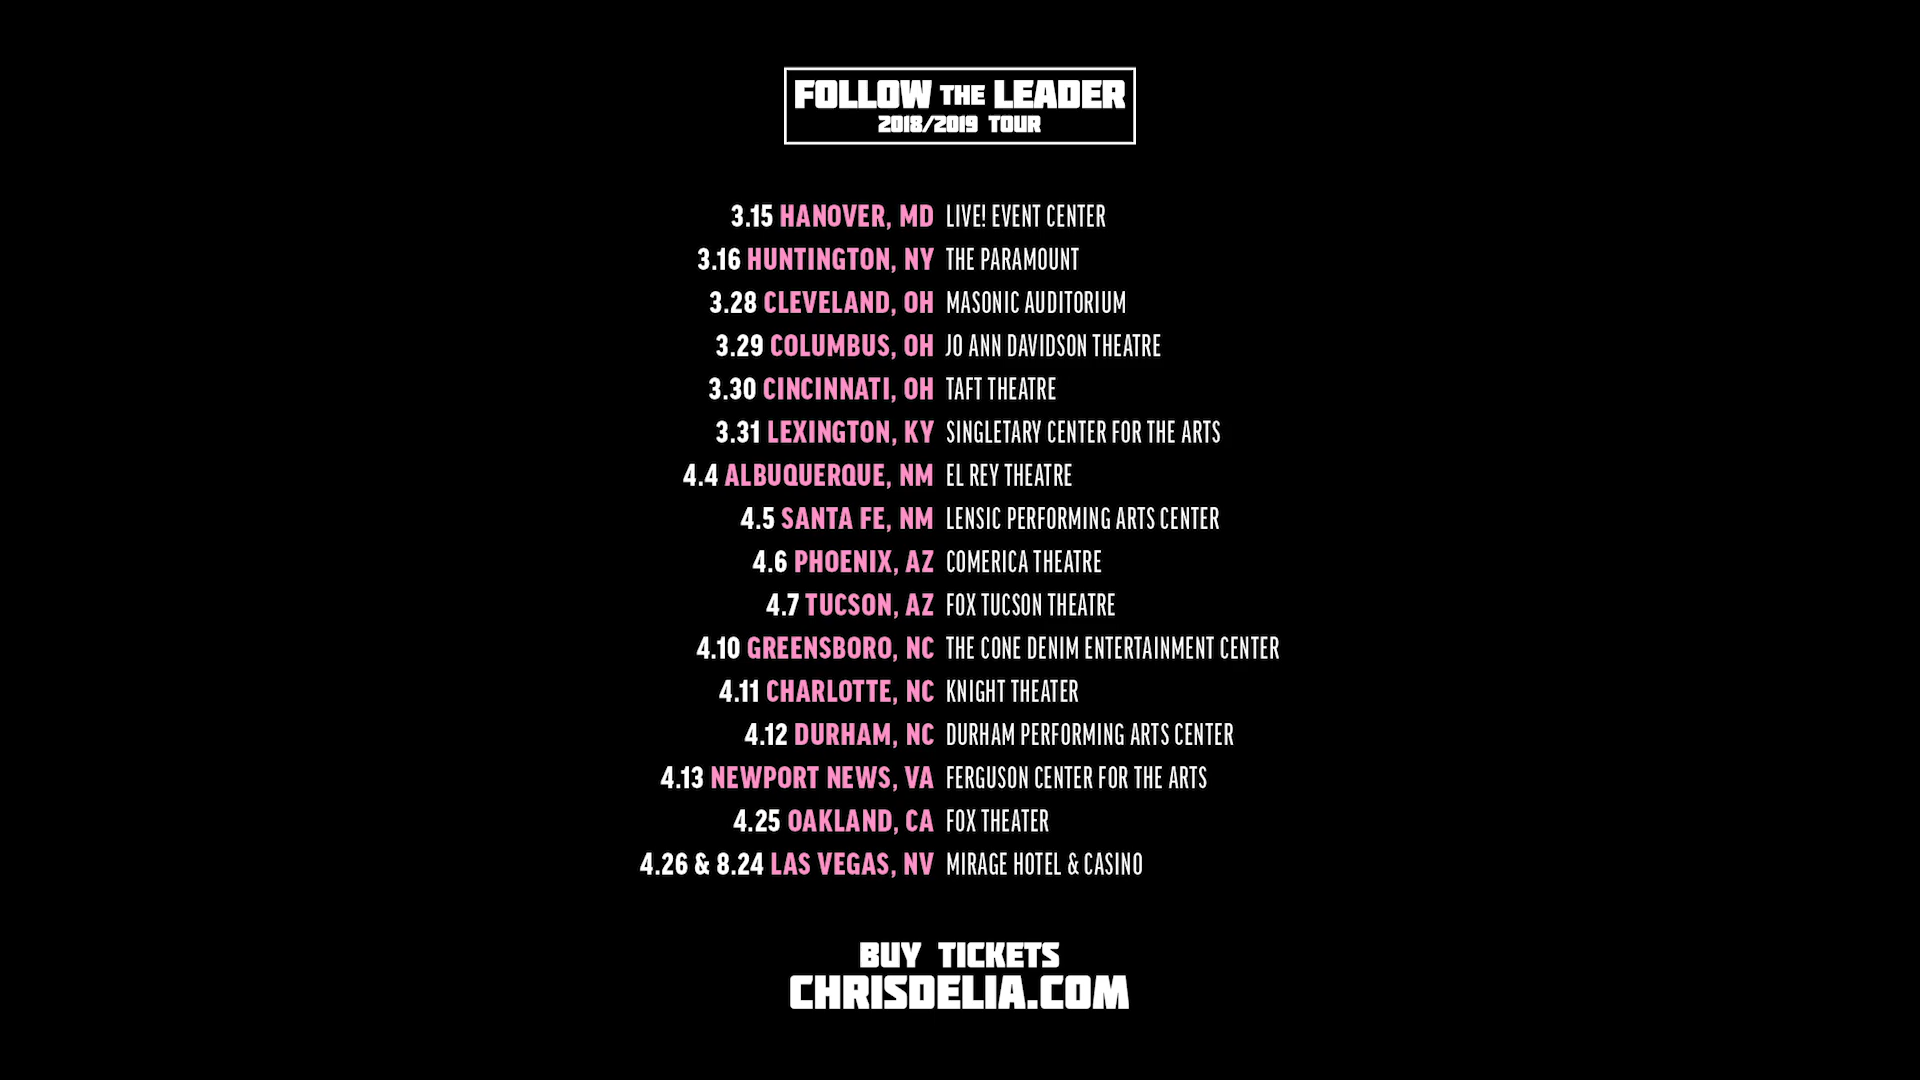 FOLLOW THE LEADER
2018/2019 TOUR
3.15 HANOVER, MD LIVE! EVENT CENTER
3.16 HUNTINGTON, NY THE PARAMOUNT
3.28 CLEVELAND, OH MASONIC AUDITORIUM
3.29 COLUMBUS, OH JO ANN DAVIDSON THEATRE
3.30 CINCINNATI, OH TAFT THEATRE
3.31 LEXINGTON, KY SINGLETARY CENTER FOR THE ARTS
4.4 ALBUQUERQUE, NM EL REY THEATRE
4.5 SANTA FE, NM LENSIC PERFORMING ARTS CENTER
4.6 PHOENIX, AZ COMERICA THEATRE
4.7 TUCSON, AZ FOX TUCSON THEATRE
4.10 GREENSBORO, NC THE CONE DENIM ENTERTAINMENT CENTER
4.11 CHARLOTTE, NC KNIGHT THEATER
4.12 DURHAM, NC DURHAM PERFORMING ARTS CENTER
4.13 NEWPORT NEWS, VA FERGUSON CENTER FOR THE ARTS
4.25 OAKLAND, CA FOX THEATER
4.26 & 8.24 LAS VEGAS, NV MIRAGE HOTEL & CASINO
BUY TICKETS
CHRISDELIA.COM